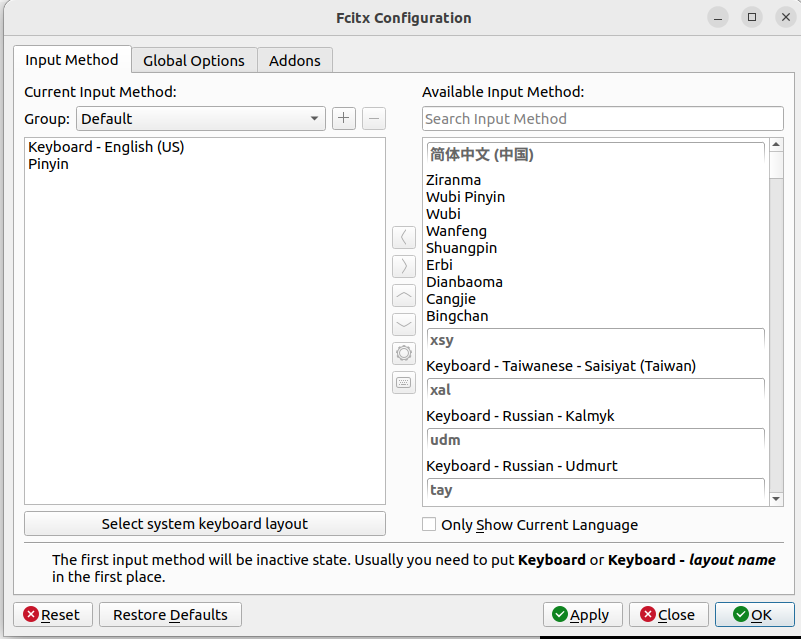 Fcitx Configuration
Input Method
Global Options
Addons
Current Input Method:
Group: Default
Keyboard - English (US)
Pinyin
Select system keyboard layout
Available Input Method:
Search Input Method
简体中文 (中国)
Ziranma
Wubi Pinyin
Wubi
Wanfeng
Shuangpin
Erbi
Dianbaoma
Cangjie
Bingchan
xsy
Keyboard - Taiwanese - Saisiyat (Taiwan)
xal
Keyboard - Russian - Kalmyk
udm
Keyboard - Russian - Udmurt
tay
Only Show Current Language
The first input method will be inactive state. Usually you need to put Keyboard or Keyboard - layout name
in the first place.
Reset
Restore Defaults
Apply
Close
OK